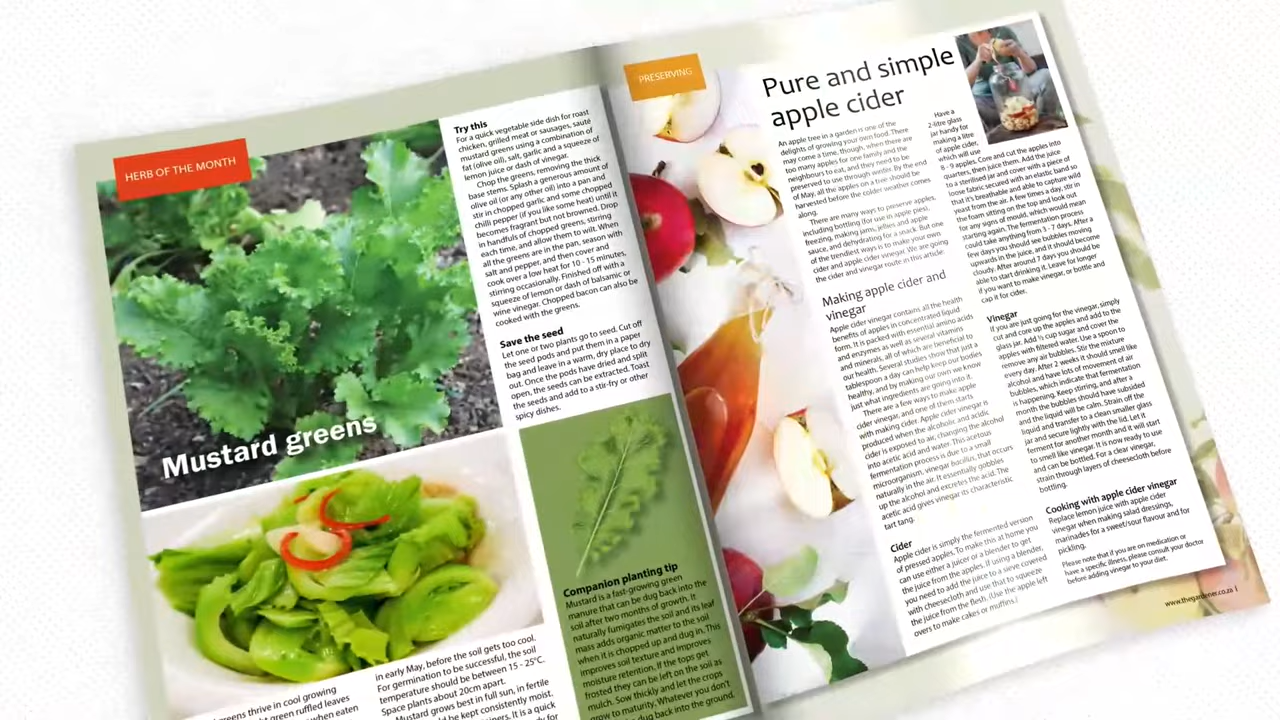 HERB OF THE MONTH
Mustard greens
Try this
For a quick vegetable side dish for roast
chicken, grilled meat or sausages, sauté
mustard greens using a combination of
fat (olive oil), salt, garlic and a squeeze of
lemon juice or dash of vinegar.
Chop the greens, removing the thick
base stems. Splash a generous amount of
olive oil (or any other oil) into a pan and
stir in chopped garlic and some chopped
chilli pepper (if you like some heat) until it
becomes fragrant but not browned. Drop
in handfuls of chopped greens, stirring
each time, and allow them to wilt. When
all the greens are in the pan, season with
salt and pepper, and then cover and
cook over a low heat for 10 - 15 minutes,
stirring occasionally. Finished off with a
squeeze of lemon or dash of balsamic or
wine vinegar. Chopped bacon can also be
cooked with the greens.
Save the seed
Let one or two plants go to seed. Cut off
the seed pods and put them in a paper
bag and leave in a warm, dry place to dry
out. Once the pods have dried and split
open, the seeds can be extracted. Toast
the seeds and add to a stir-fry or other
spicy dishes.
greens thrive in cool growing
green ruffled leaves
when eaten
in early May, before the soil gets too cool.
For germination to be successful, the soil
temperature should be between 15 - 25°C.
Space plants about 20cm apart.
Mustard grows best in full sun, in fertile
be kept consistently moist.
It is a quick
Companion planting tip
Mustard is a fast-growing green
manure that can be dug back into the
soil after two months of growth. It
naturally fumigates the soil and its leaf
mass adds organic matter to the soil
when it is chopped up and dug in. This
improves soil texture and improves
moisture retention. If the tops get
frosted they can be left on the soil as
mulch. Sow thickly and let the crops
grow to maturity. Whatever you don't
be dug back into the ground.
PRESERVING
Pure and simple
apple cider
An apple tree in a garden is one of the
delights of growing your own food. There
may come a time, though, when there are
too many apples for one family and the
neighbours to eat, and they need to be
preserved to use through winter. By the end
of May, all the apples on a tree should be
harvested before the colder weather comes
along.
There are many ways to preserve apples,
including bottling (for use in apple pies),
freezing, making jams, jellies and apple
sauce, and dehydrating for a snack. But one
of the trendiest ways is to make your own
cider and apple cider vinegar. We are going
the cider and vinegar route in this article.
Making apple cider and
vinegar
Apple cider vinegar contains all the health
benefits of apples in concentrated liquid
form. It is packed with essential amino acids
and enzymes as well as several vitamins
and minerals, all of which are beneficial to
our health. Several studies show that just a
tablespoon a day can help keep our bodies
healthy, and by making our own we know
just what ingredients are going into it.
There are a few ways to make apple
cider vinegar, and one of them starts
with making cider. Apple cider vinegar is
produced when the alcoholic and acidic
cider is exposed to air, changing the alcohol
into acetic acid and water. This acetous
fermentation process is due to a small
microorganism, vinegar bacillus, that occurs
naturally in the air. It essentially gobbles
up the alcohol and excretes the acid. The
acetic acid gives vinegar its characteristic
tart tang.
Cider
Apple cider is simply the fermented version
of pressed apples. To make this at home you
can use either a juicer or a blender to get
the juice from the apples. If using a blender,
you need to add the juice to a sieve covered
with cheesecloth and use that to squeeze
the juice from the flesh. (Use the apple left
overs to make cakes or muffins.)
Have a
2-litre glass
jar handy for
making a litre
of apple cider,
which will use
6 - 9 apples. Core and cut the apples into
quarters, then juice them. Add the juice
to a sterilised jar and cover with a piece of
loose fabric secured with an elastic band so
that it's breathable and able to capture wild
yeast from the air. A few times a day, stir in
the foam sitting on the top and look out
for any signs of mould, which would mean
starting again. The fermentation process
could take anything from 3 - 7 days. After a
few days you should see bubbles moving
upwards in the juice, and it should become
cloudy. After around 7 days you should be
able to start drinking it. Leave for longer
if you want to make vinegar, or bottle and
cap it for cider.
Vinegar
If you are just going for the vinegar, simply
cut and core up the apples and add to the
glass jar. Add ½ cup sugar and cover the
apples with filtered water. Use a spoon to
remove any air bubbles. Stir the mixture
every day. After 2 weeks it should smell like
alcohol and have lots of movement of air
bubbles, which indicate that fermentation
is happening. Keep stirring, and after a
month the bubbles should have subsided
and the liquid will be calm. Strain off the
liquid and transfer to a clean smaller glass
jar and secure lightly with the lid. Let it
ferment for another month and it will start
to smell like vinegar. It is now ready to use
and can be bottled. For a clear vinegar,
strain through layers of cheesecloth before
bottling.
Cooking with apple cider vinegar
Replace lemon juice with apple cider
vinegar when making salad dressings,
marinades for a sweet/sour flavour and for
pickling.
Please note that if you are on medication or
have a specific illness, please consult your doctor
before adding vinegar to your diet.
www.thegardener.co.za